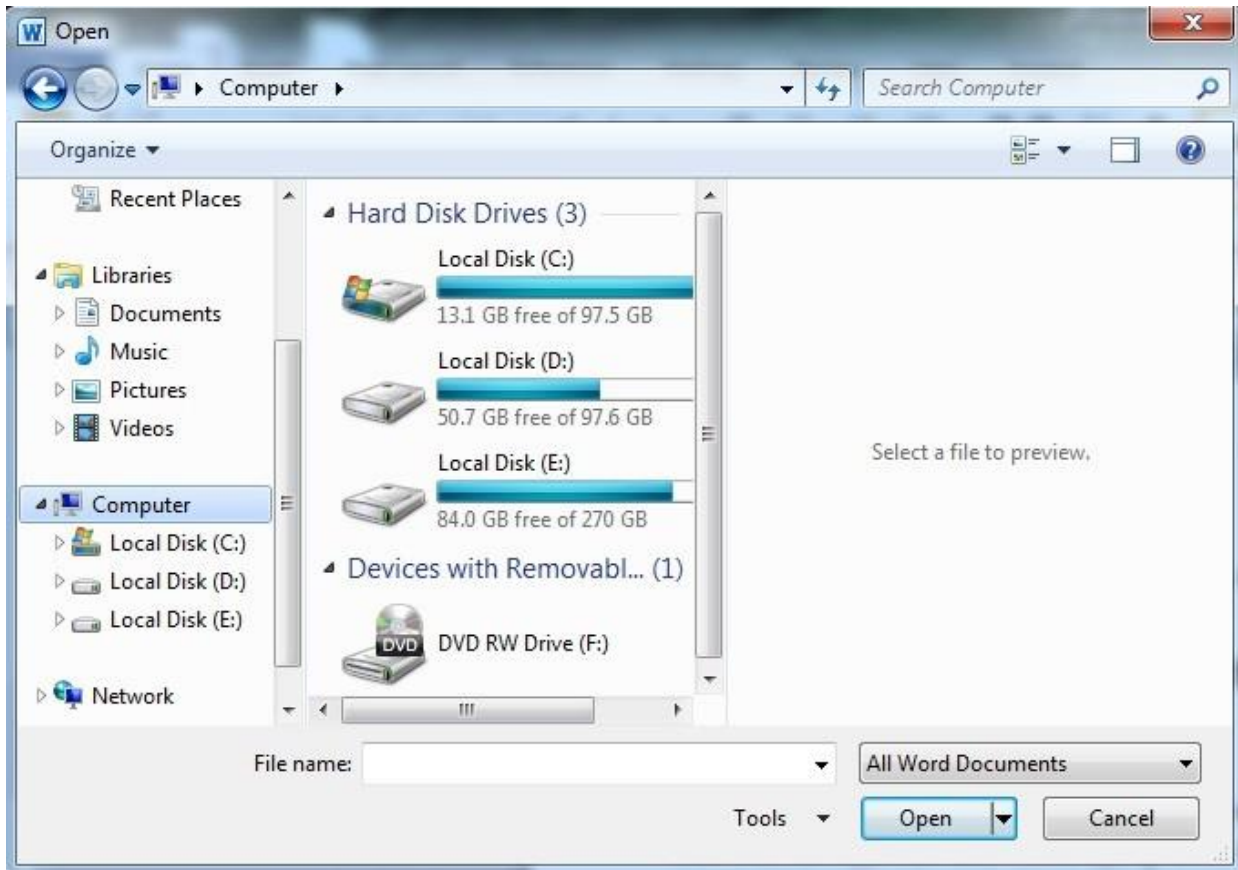 Open
Computer
Search Computer
Organize
Recent Places
Libraries
Documents
Music
Pictures
Videos
Computer
Local Disk (C:)
Local Disk (D:)
Local Disk (E:)
Network
Hard Disk Drives (3)
Local Disk (C:)
13.1 GB free of 97.5 GB
Local Disk (D:)
50.7 GB free of 97.6 GB
Local Disk (E:)
84.0 GB free of 270 GB
Devices with Removabl... (1)
DVD
DVD RW Drive (F:)
Select a file to preview.
File name:
All Word Documents
Tools
Open
Cancel